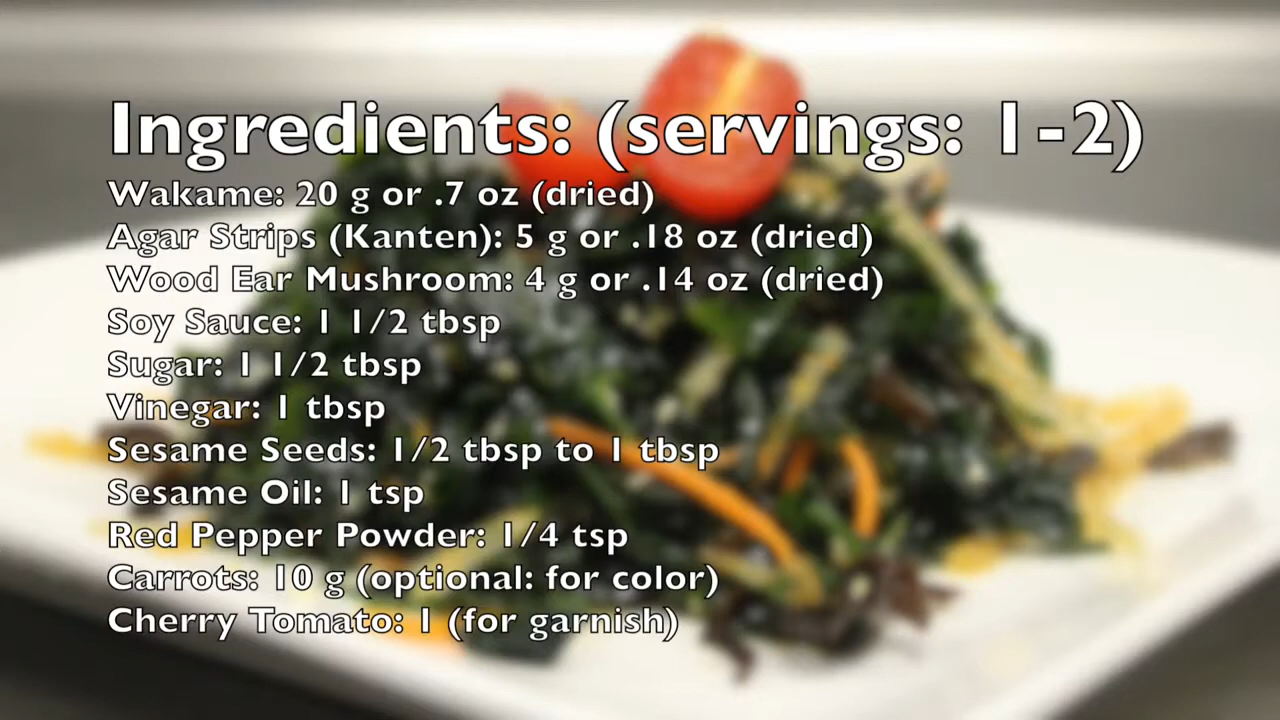 Ingredients: (servings: 1-2)
Wakame: 20 g or .7 oz (dried)
Agar Strips (Kanten): 5 g or .18 oz (dried)
Wood Ear Mushroom: 4 g or .14 oz (dried)
Soy Sauce: 1 1/2 tbsp
Sugar: 1 1/2 tbsp
Vinegar: 1 tbsp
Sesame Seeds: 1/2 tbsp to 1 tbsp
Sesame Oil: 1 tsp
Red Pepper Powder: 1/4 tsp
Carrots: 10 g (optional: for color)
Cherry Tomato: 1 (for garnish)